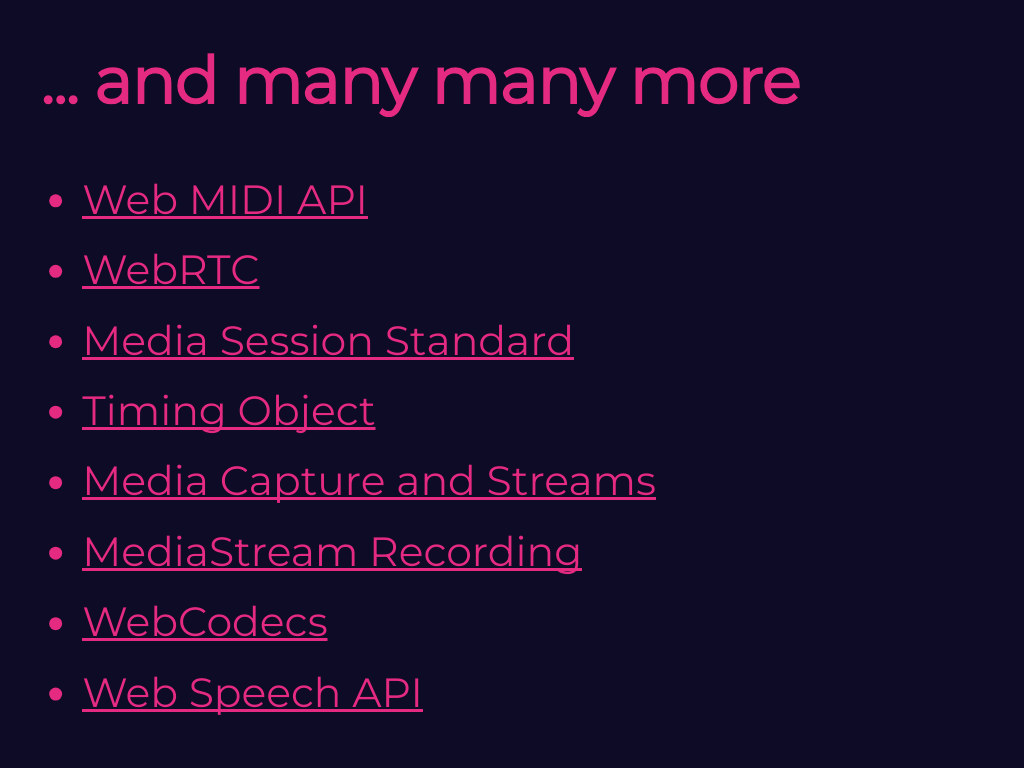 ... and many many more
• Web MIDI API
• WebRTC
• Media Session Standard
• Timing Object
• Media Capture and Streams
• MediaStream Recording
• WebCodecs
• Web Speech API